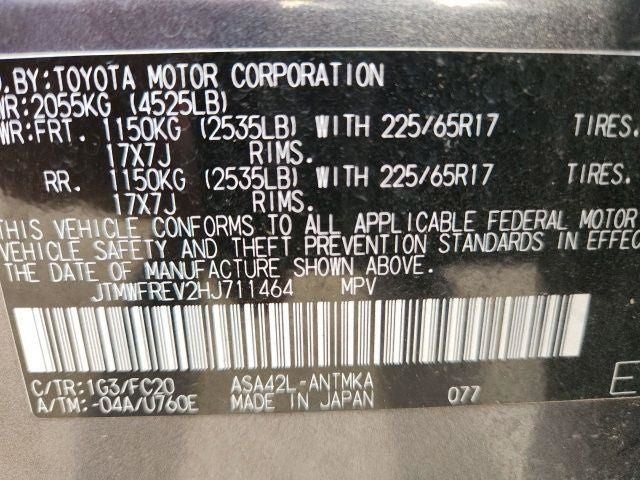 D. BY: TOYOTA MOTOR CORPORATION
WR: 2055KG (4525LB)
WR: FRT. 1150KG (2535LB) WITH 225/65R17 TIRES.
17X7J RIMS.
RR. 1150KG (2535LB) WITH 225/65R17 TIRES.
17X7J RIMS.
THIS VEHICLE CONFORMS TO ALL APPLICABLE FEDERAL MOTOR
VEHICLE SAFETY AND THEFT PREVENTION STANDARDS IN EFFEC
THE DATE OF MANUFACTURE SHOWN ABOVE.
JTMWFREV2HJ711464 MPV
C/TR: 1G3/FC20 ASA42L-ANTMKA
A/TM: -04A/U760E MADE IN JAPAN 077 E